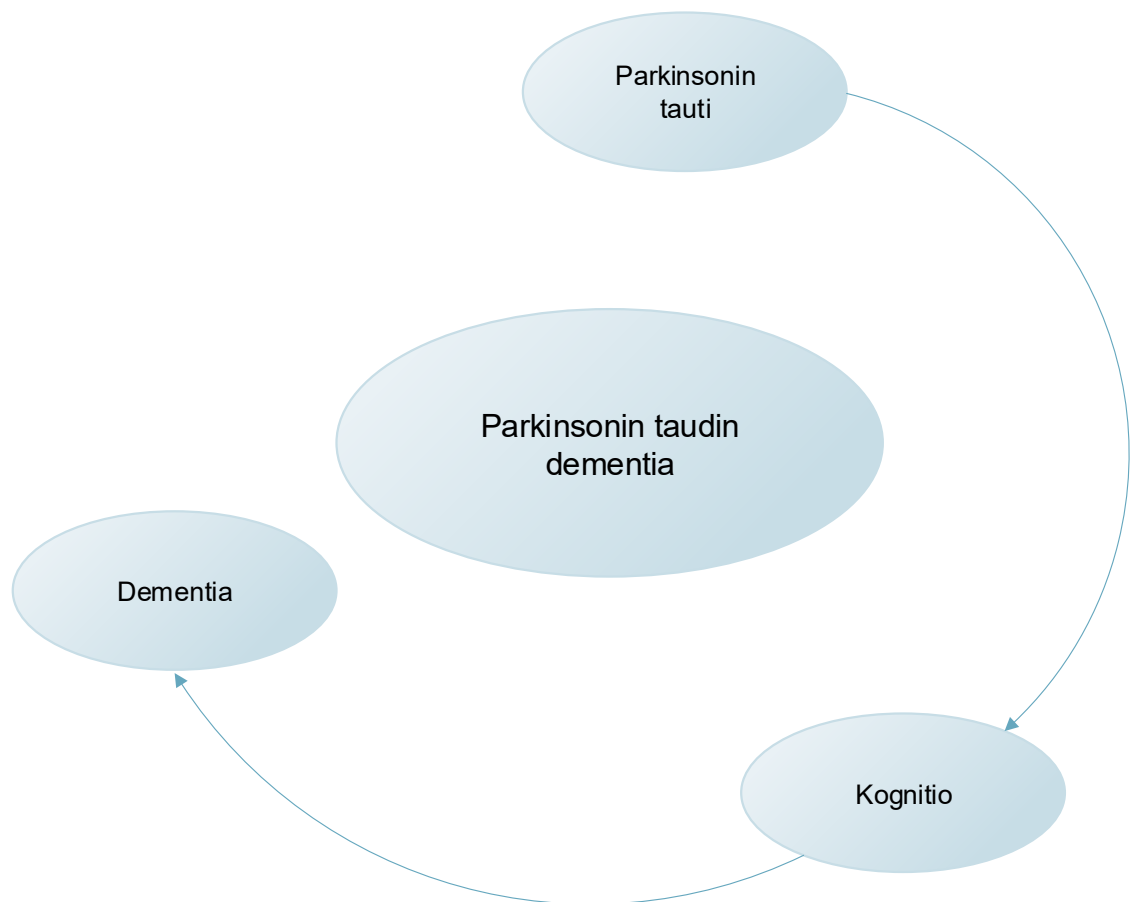 Parkinsonin
tauti
Parkinsonin taudin
dementia
Dementia
Kognitio